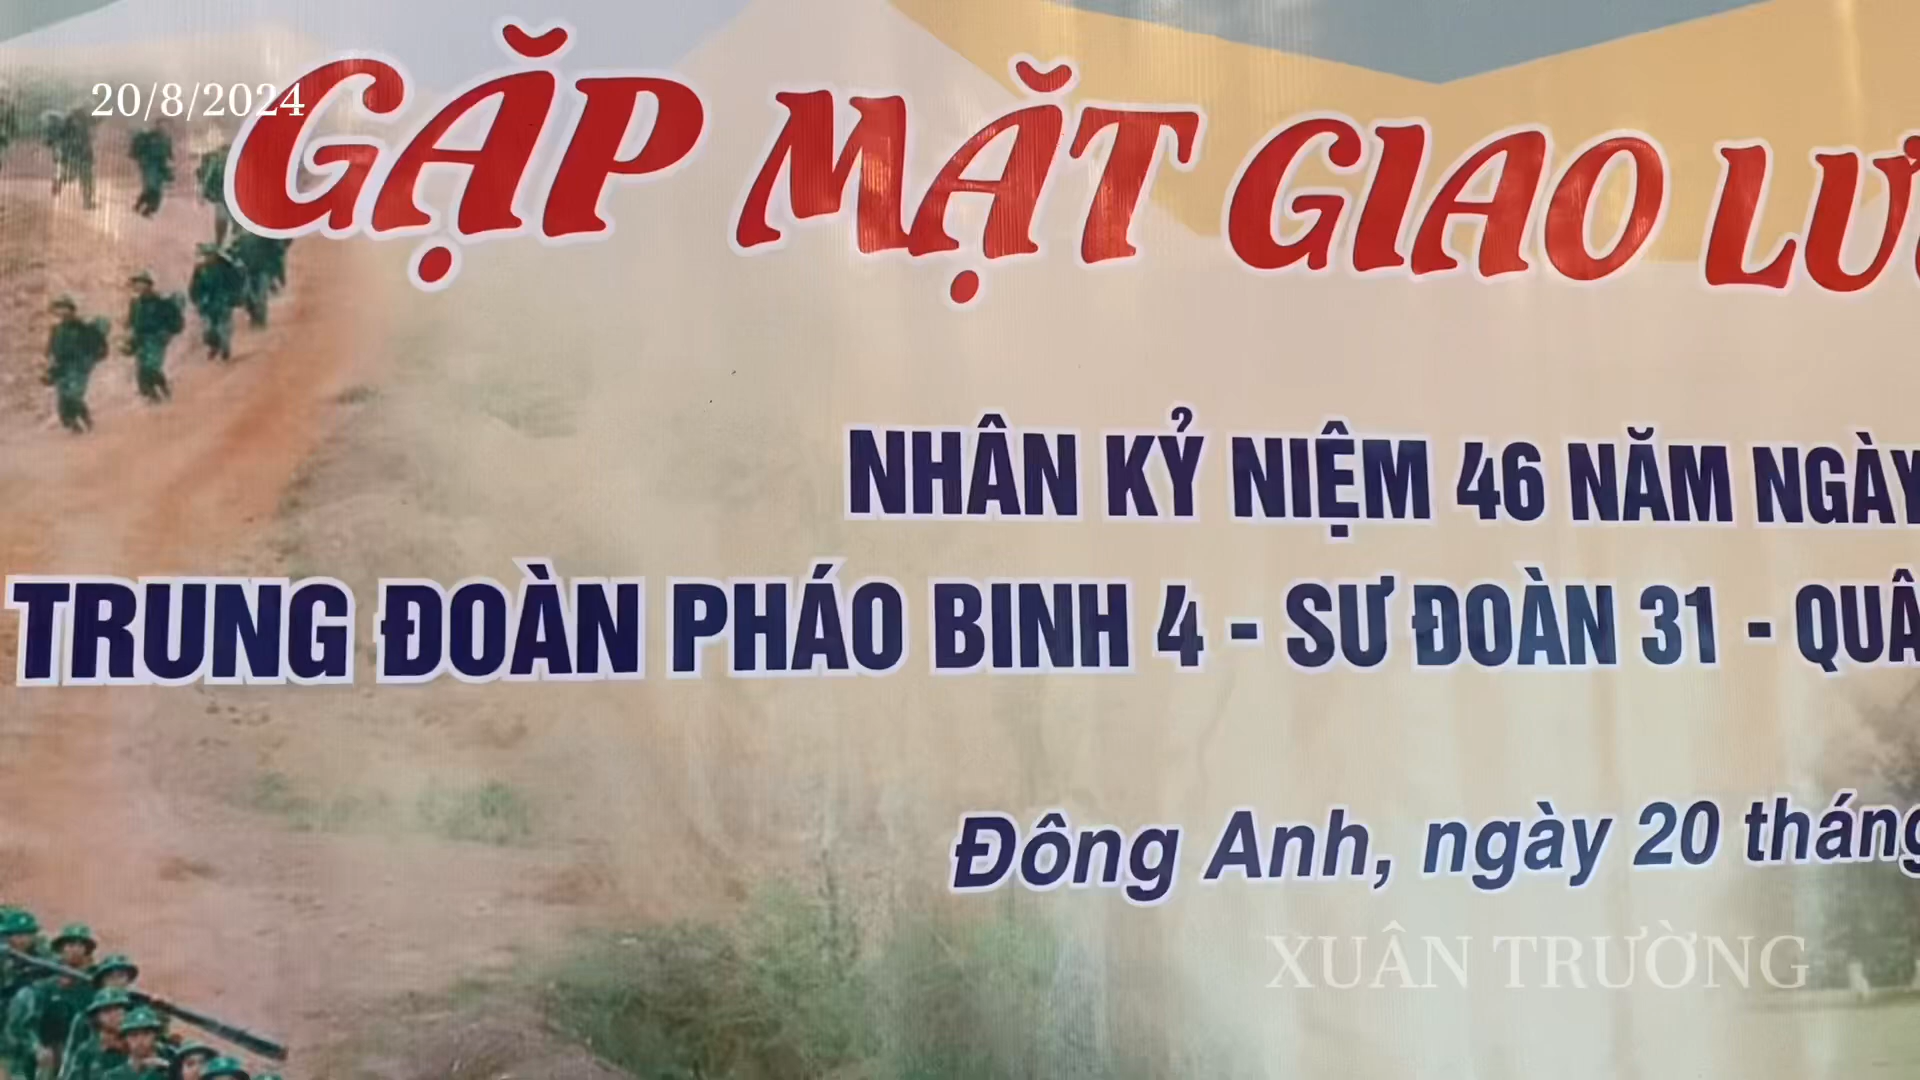 20/8/2024
GẶP MẶT GIAO LƯU
NHÂN KỶ NIỆM 46 NĂM NGÀY
TRUNG ĐOÀN PHÁO BINH 4 - SƯ ĐOÀN 31 - QUÂ
Đông Anh, ngày 20 tháng
XUÂN TRƯỜNG